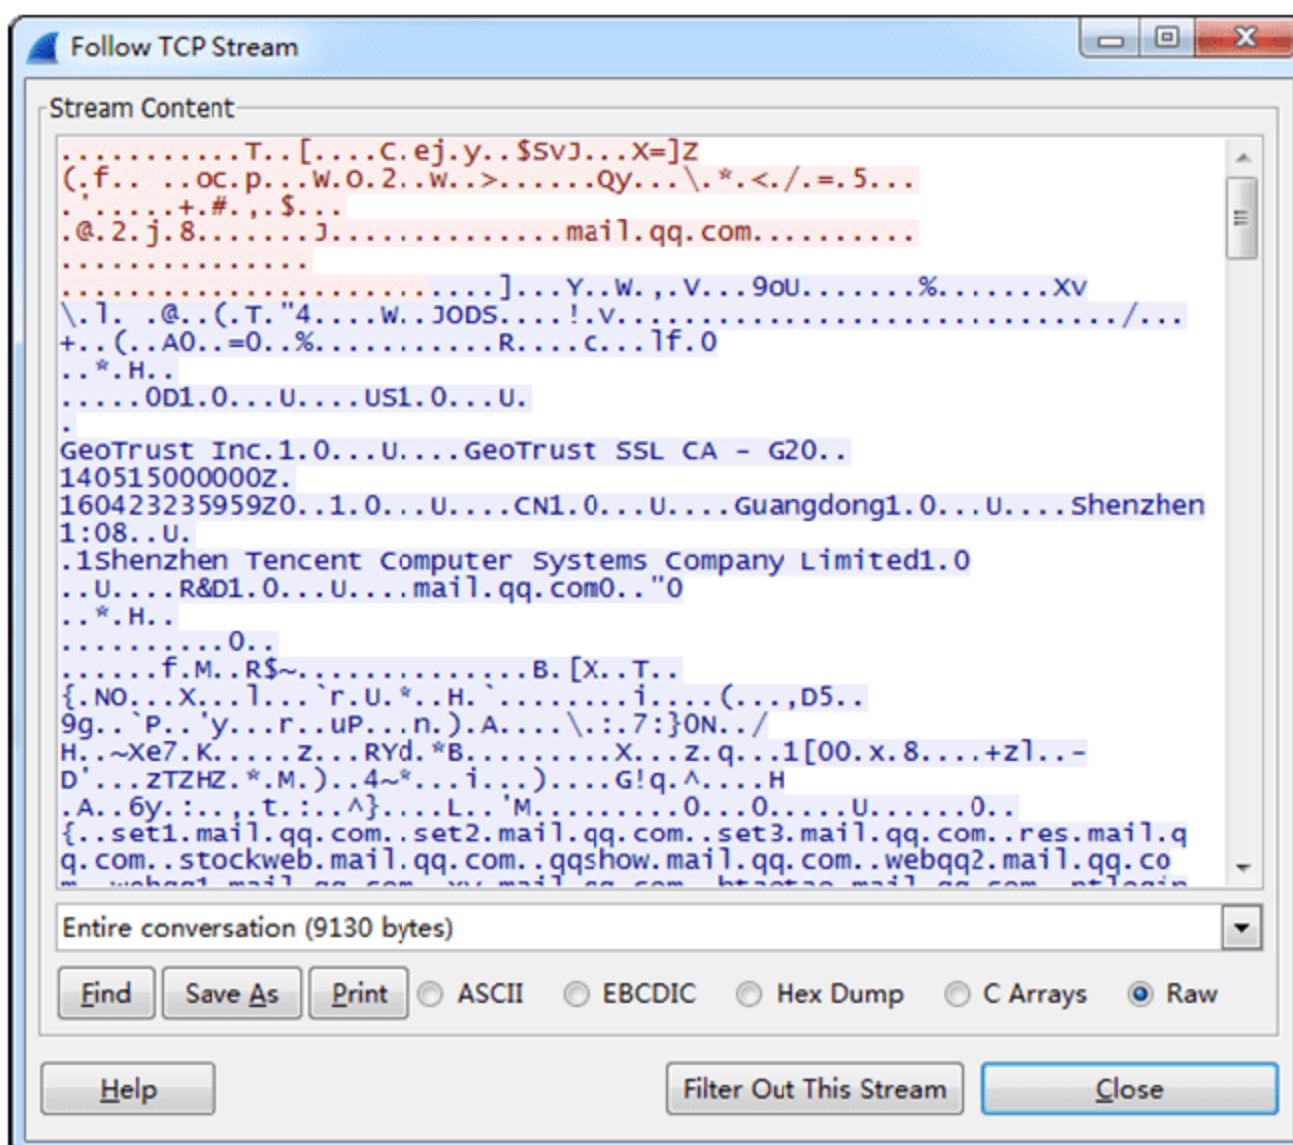 Follow TCP Stream
Stream Content
...........T..[....C.ej.y..$SvJ...X=]Z
(.f.. ..oc.p...W.O.2..w..>......Qy...\.*.<./.=.5...
.'.....+.#.,.$...
.@.2.j.8.......J..............mail.qq.com..........
...............
..........................]...Y..W.,.V...9oU.......%.......Xv
\.l. .@..(.T."4....W..JODS....!.v............................../...
+..(..A0..=0..%...........R....c...lf.0
..*.H..
.....0D1.0...U....US1.0...U.
.
GeoTrust Inc.1.0...U....GeoTrust SSL CA - G20..
140515000000Z.
160423235959Z0..1.0...U....CN1.0...U....Guangdong1.0...U....Shenzhen
1:08..U.
.1Shenzhen Tencent Computer Systems Company Limited1.0
..U....R&D1.0...U....mail.qq.com0.."0
..*.H..
..........0..
......f.M..R$~..............B.[X..T..
{.NO...X...l...`r.U.*..H.`........i....(...,D5..
9g..`P..'y...r..uP...n.).A....\.:.7:}0N../
H..~Xe7.K.....z...RYd.*B.........X...z.q...1[00.x.8....+zl..-
D'...zTZHZ.*.M.)..4~*...i...)....G!q.^....H
.A..6y.:..,.t.:..^}....L..'M.........0...0.....U......0..
{..set1.mail.qq.com..set2.mail.qq.com..set3.mail.qq.com..res.mail.q
q.com..stockweb.mail.qq.com..qqshow.mail.qq.com..webqq2.mail.qq.co
Entire conversation (9130 bytes)
Find Save As Print ASCII EBCDIC Hex Dump C Arrays Raw
Help Filter Out This Stream Close